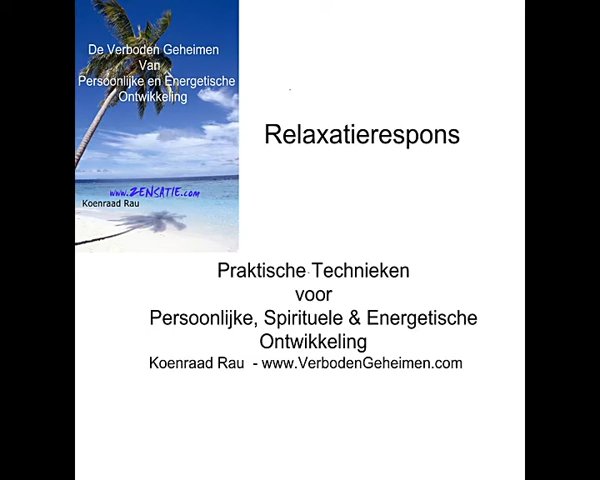 De Verboden Geheimen
Van
Persoonlijke en Energetische
Ontwikkeling
www.ZENSATIE.com
Koenraad Rau
Relaxatierespons
Praktische Technieken
voor
Persoonlijke, Spirituele & Energetische
Ontwikkeling
Koenraad Rau - www.VerbodenGeheimen.com